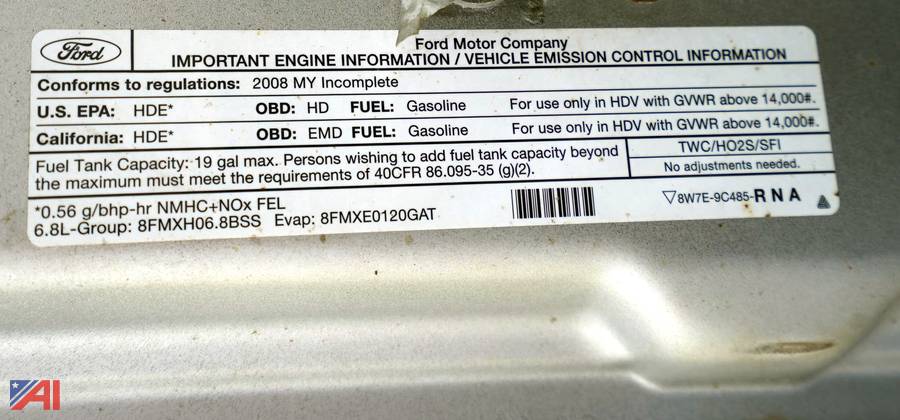 Ford
Ford Motor Company
IMPORTANT ENGINE INFORMATION / VEHICLE EMISSION CONTROL INFORMATION
Conforms to regulations: 2008 MY Incomplete
U.S. EPA: HDE* OBD: HD FUEL: Gasoline For use only in HDV with GVWR above 14,000#.
California: HDE* OBD: EMD FUEL: Gasoline For use only in HDV with GVWR above 14,000#.
Fuel Tank Capacity: 19 gal max. Persons wishing to add fuel tank capacity beyond
the maximum must meet the requirements of 40CFR 86.095-35 (g)(2).
TWC/HO2S/SFI
No adjustments needed.
*0.56 g/bhp-hr NMHC+NOx FEL
6.8L-Group: 8FMXH06.8BSS Evap: 8FMXE0120GAT
8W7E-9C485-RNA
AI